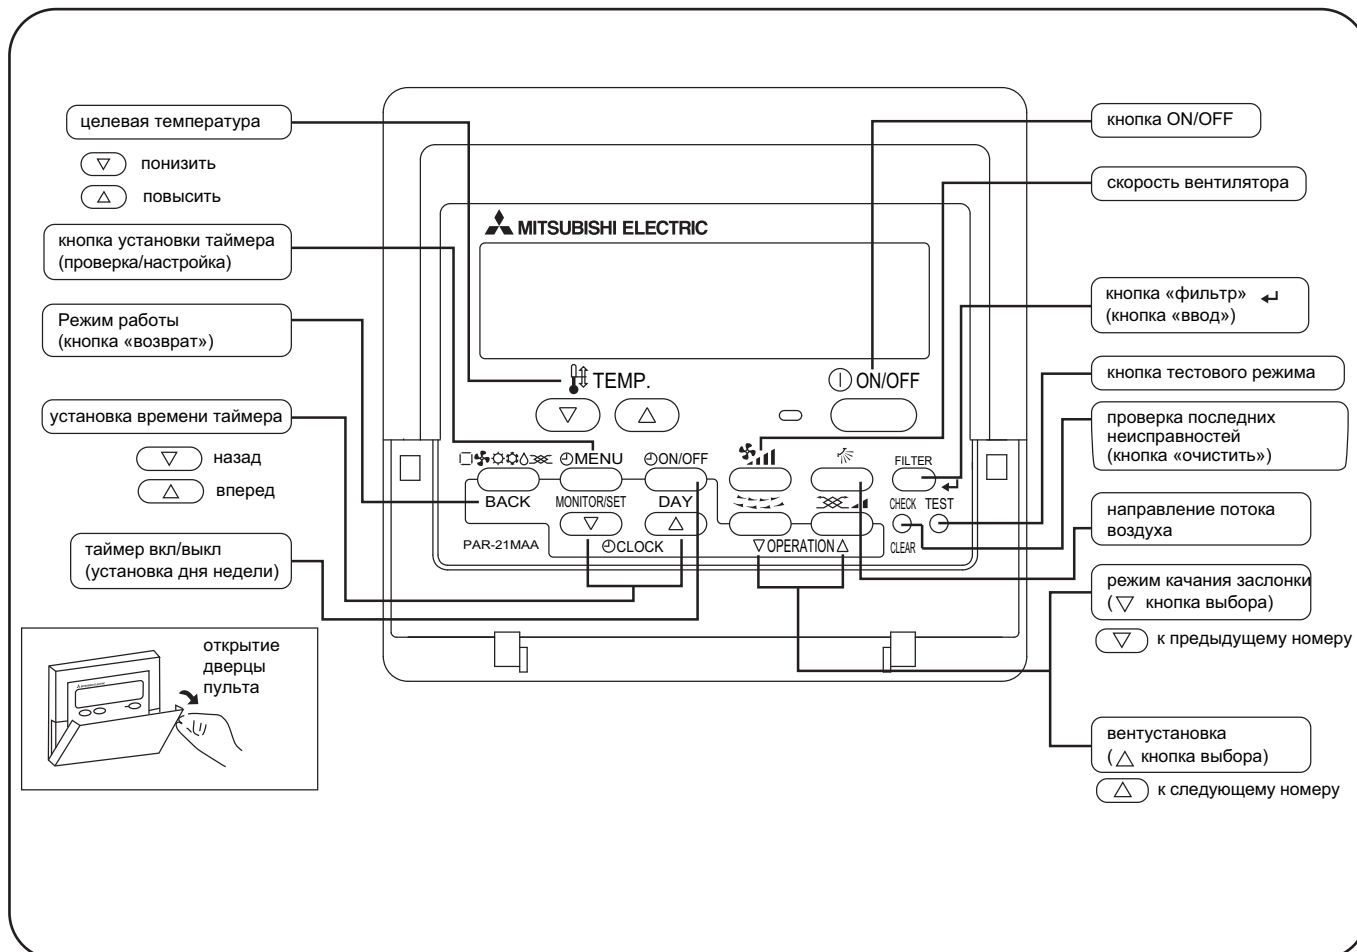 целевая температура
понизить
повысить
кнопка установки таймера
(проверка/настройка)
Режим работы
(кнопка «возврат»)
установка времени таймера
назад
вперед
таймер вкл/выкл
(установка дня недели)
открытие
дверцы
пульта
MITSUBISHI ELECTRIC
TEMP.
ON/OFF
MENU
ON/OFF
FILTER
BACK
MONITOR/SET
DAY
CHECK
TEST
PAR-21MAA
CLOCK
▽ OPERATION △
CLEAR
кнопка ON/OFF
скорость вентилятора
кнопка «фильтр» ↵
(кнопка «ввод»)
кнопка тестового режима
проверка последних
неисправностей
(кнопка «очистить»)
направление потока
воздуха
режим качания заслонки
(▽ кнопка выбора)
▽ к предыдущему номеру
вентустановка
(△ кнопка выбора)
△ к следующему номеру